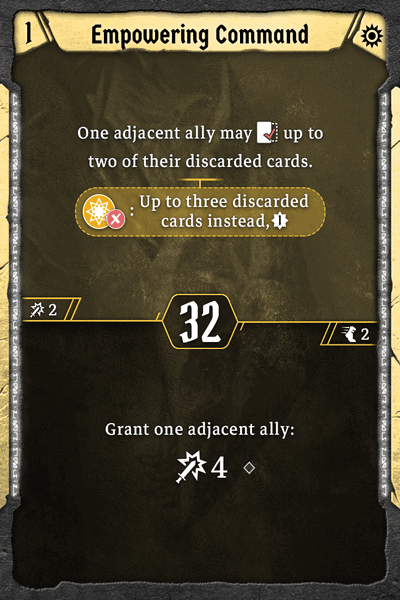 1 Empowering Command
One adjacent ally may up to
two of their discarded cards.
: Up to three discarded
cards instead,
2
32
2
Grant one adjacent ally:
4